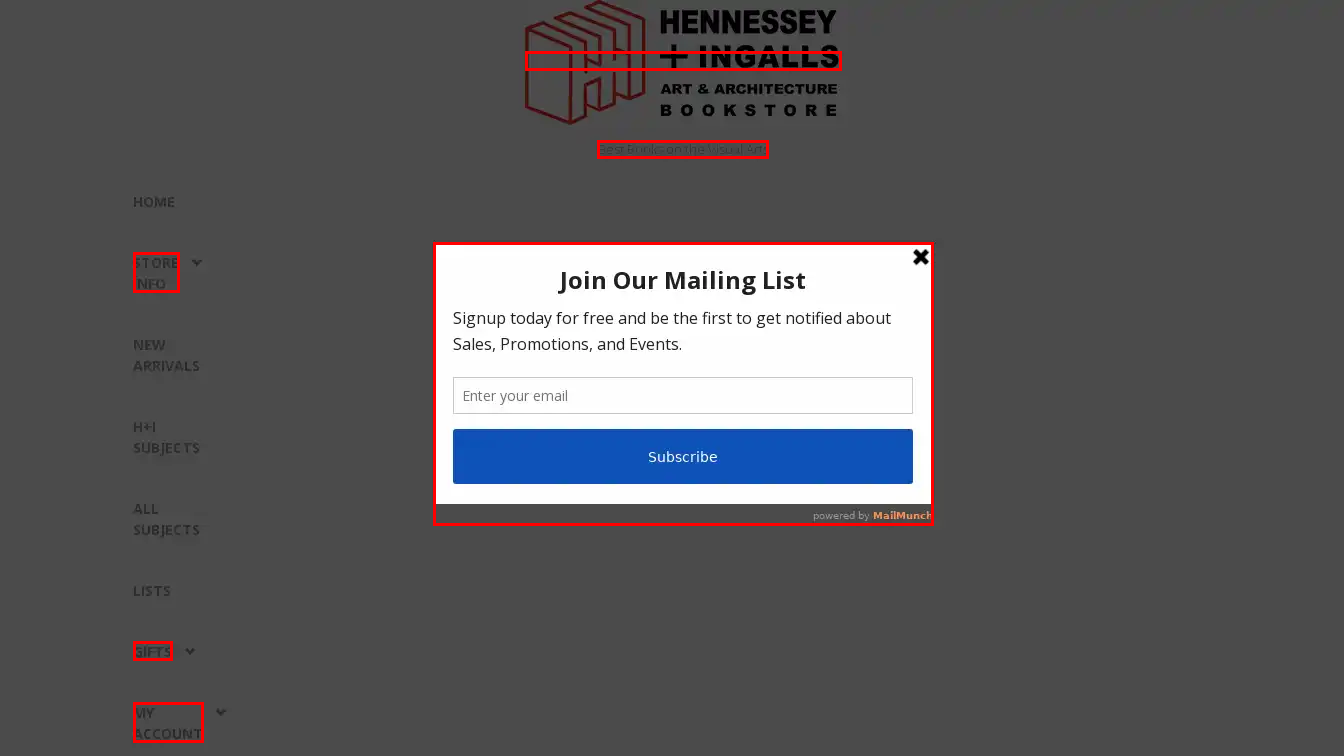 HENNESSEY
+ INGALLS
ART & ARCHITECTURE
BOOKSTORE
Best Books on the Visual Arts
HOME
STORE
INFO
NEW
ARRIVALS
H+I
SUBJECTS
ALL
SUBJECTS
LISTS
GIFTS
MY
ACCOUNT
Join Our Mailing List
Signup today for free and be the first to get notified about
Sales, Promotions, and Events.
Enter your email
Subscribe
powered by MailMunch